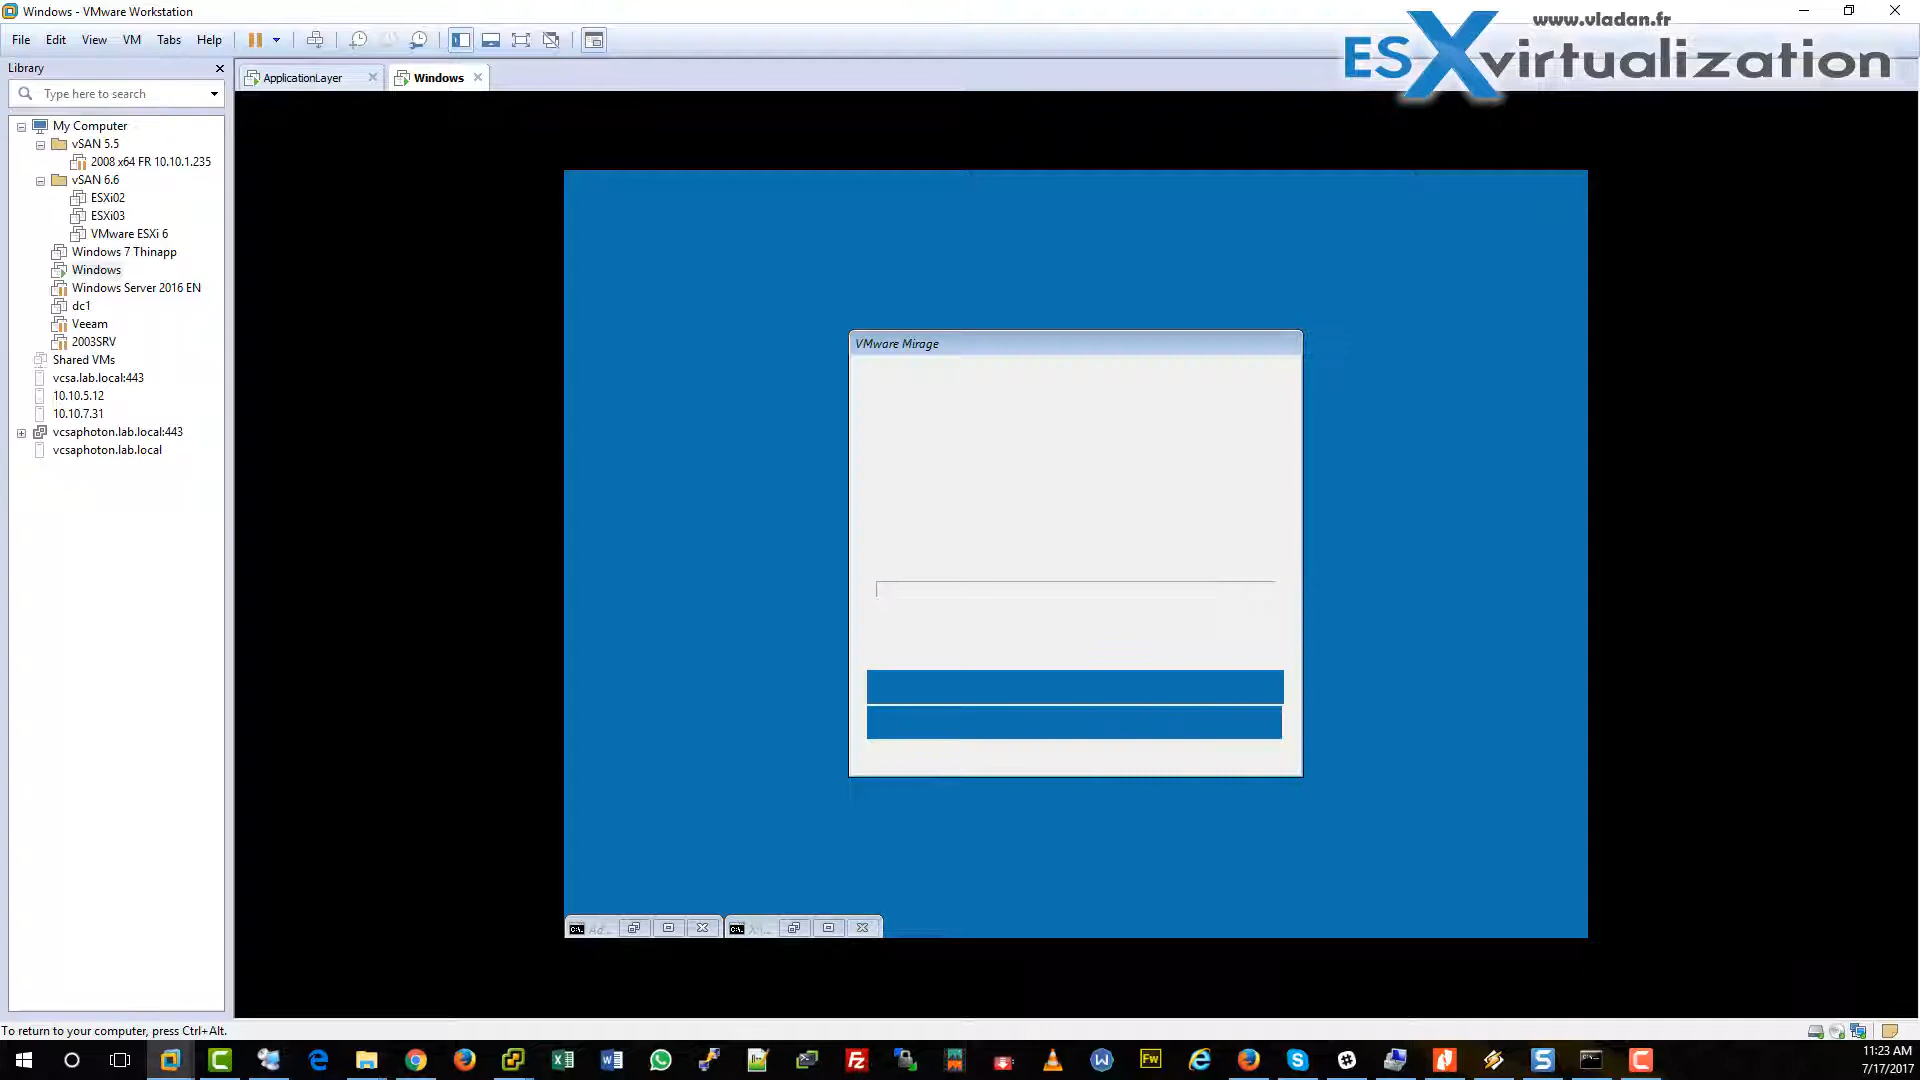 Windows - VMware Workstation
www.vladan.fr
ESXvirtualization
File Edit View VM Tabs Help
Library
ApplicationLayer
Windows
Type here to search
My Computer
vSAN 5.5
2008 x64 FR 10.10.1.235
vSAN 6.6
ESXi02
ESXi03
VMware ESXi 6
Windows 7 Thinapp
Windows
Windows Server 2016 EN
dc1
Veeam
2003SRV
Shared VMs
vcsa.lab.local:443
10.10.5.12
10.10.7.31
vcsaphoton.lab.local:443
vcsaphoton.lab.local
VMware Mirage
C:\. Ad...
C:\.
To return to your computer, press Ctrl+Alt.
Fw
11:23 AM
7/17/2017